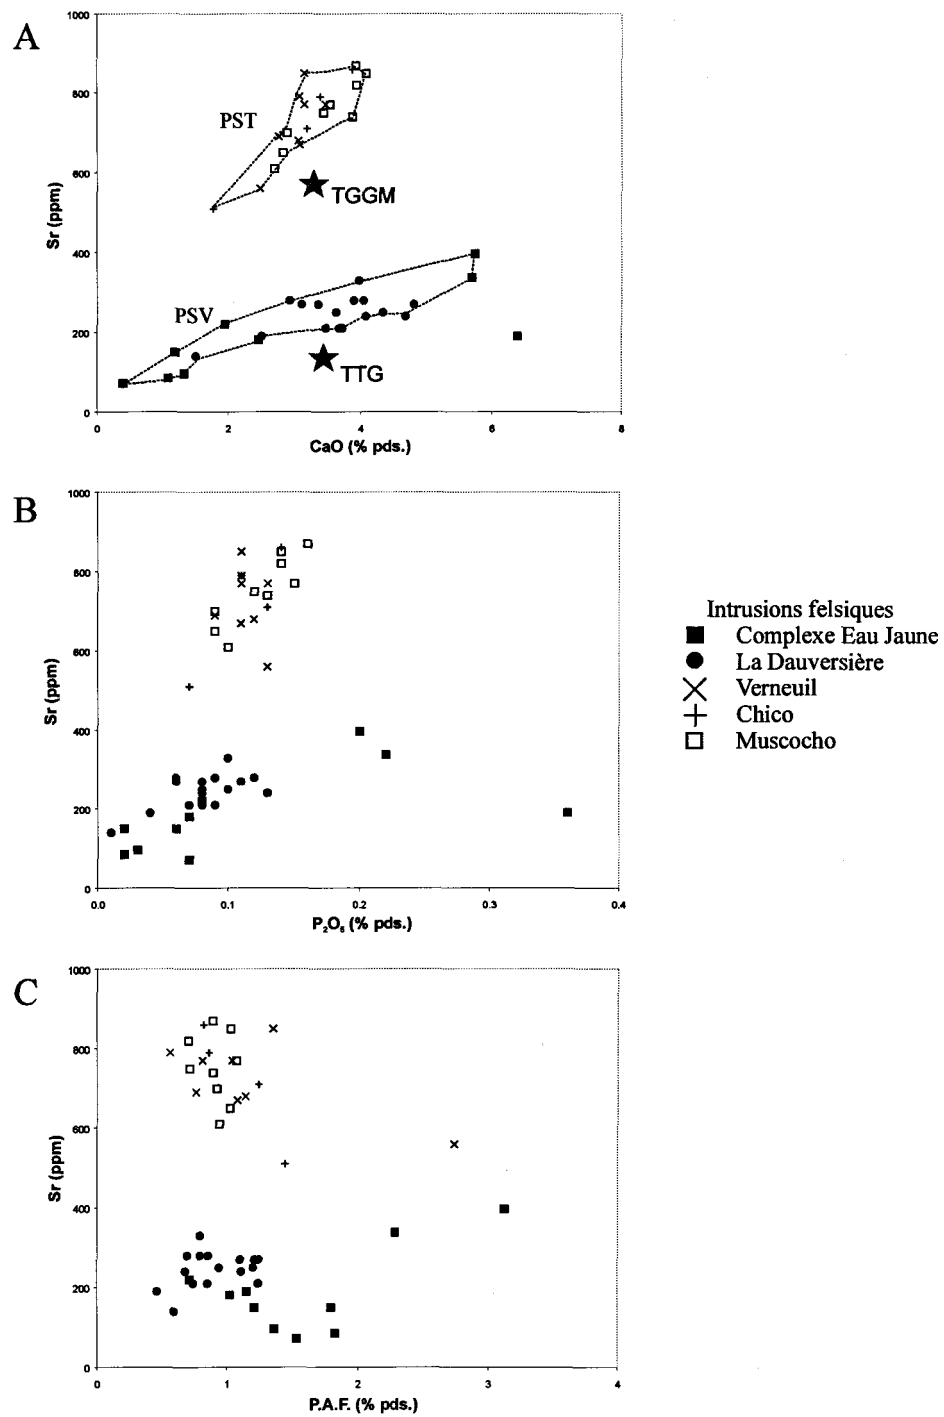 A
1000
800
600
400
200
0
Sr (ppm)
PST
TGGM
PSV
TTG
0 2 4 6 8
CaO (% pds.)
B
1000
800
600
400
200
0
Sr (ppm)
0.0 0.1 0.2 0.3 0.4
P₂O₅ (% pds.)
Intrusions felsiques
Complexe Eau Jaune
La Dauversière
Verneuil
Chico
Muscocho
C
1000
800
600
400
200
0
Sr (ppm)
0 1 2 3 4
P.A.F. (% pds.)